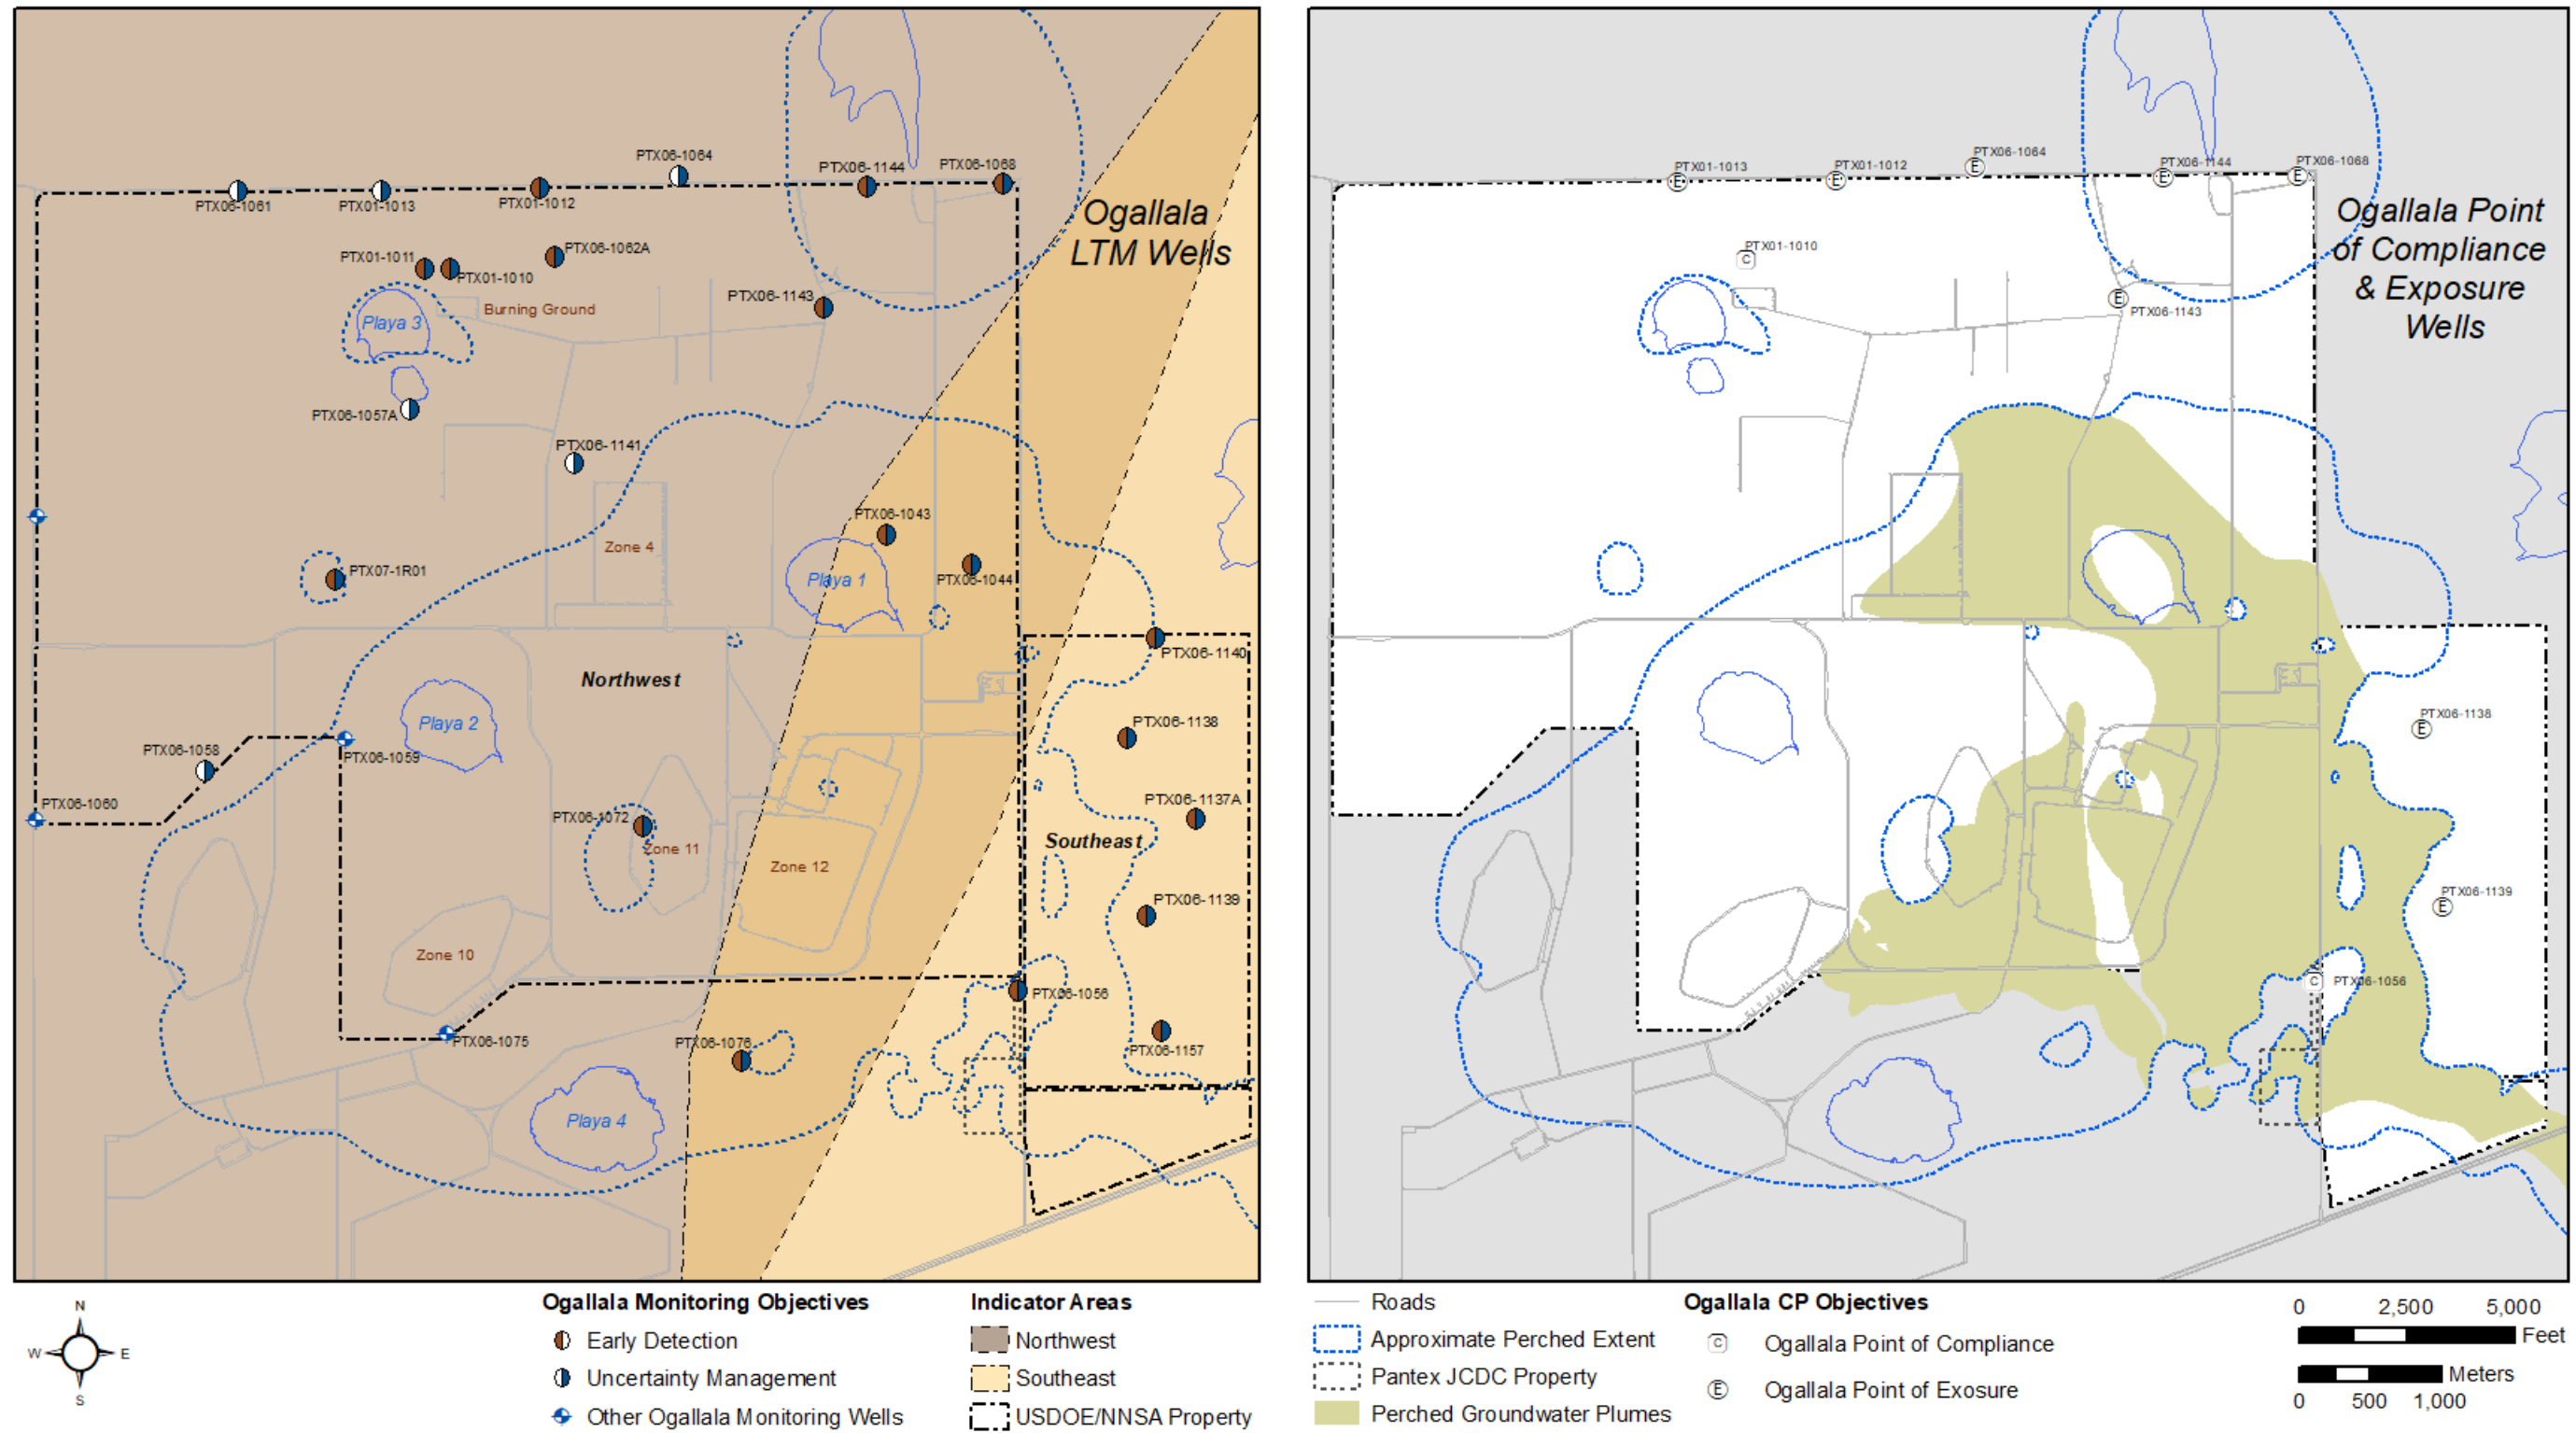 PTX06-1064
PTX06-1144
PTX06-1068
PTX06-1061
PTX01-1013
PTX01-1012
Ogallala
LTM Wells
PTX01-1011
PTX06-1062A
PTX01-1010
PTX06-1143
Burning Ground
Playa 3
PTX06-1057A
PTX06-1141
PTX06-1043
Zone 4
PTX07-1R01
Playa 1
PTX06-1044
PTX06-1140
Northwest
Playa 2
PTX06-1138
PTX06-1058
PTX06-1059
PTX06-1060
PTX06-1137A
PTX06-1072
Southeast
Zone 11
Zone 12
PTX06-1139
Zone 10
PTX06-1056
PTX06-1075
PTX06-1076
PTX06-1157
Playa 4
PTX01-1013
PTX01-1012
PTX06-1064
PTX06-1144
PTX06-1068
E
E
E
E
E
Ogallala Point
of Compliance
& Exposure
Wells
PTX01-1010
C
E
PTX06-1143
PTX06-1138
E
PTX06-1139
E
C
PTX06-1056
N
W
E
S
Ogallala Monitoring Objectives
Early Detection
Uncertainty Management
Other Ogallala Monitoring Wells
Indicator Areas
Northwest
Southeast
USDOE/NNSA Property
Roads
Approximate Perched Extent
Pantex JCDC Property
Perched Groundwater Plumes
Ogallala CP Objectives
C Ogallala Point of Compliance
E Ogallala Point of Exosure
0 2,500 5,000
Feet
Meters
0 500 1,000